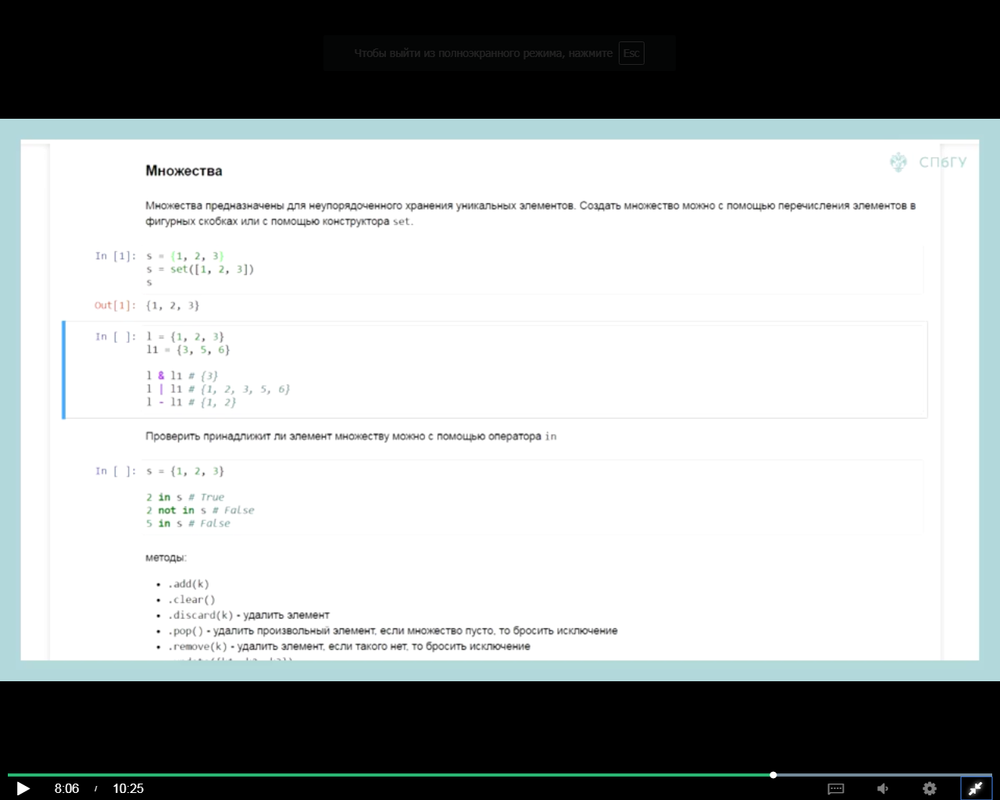 Чтобы выйти из полноэкранного режима, нажмите Esc
СПбГУ
Множества
Множества предназначены для неупорядоченного хранения уникальных элементов. Создать множество можно с помощью перечисления элементов в
фигурных скобках или с помощью конструктора set.
In [1]: s = {1, 2, 3}
s = set([1, 2, 3])
s
Out[1]: {1, 2, 3}
In [ ]: l = {1, 2, 3}
l1 = {3, 5, 6}
l & l1 # {3}
l | l1 # {1, 2, 3, 5, 6}
l - l1 # {1, 2}
Проверить принадлижит ли элемент множеству можно с помощью оператора in
In [ ]: s = {1, 2, 3}
2 in s # True
2 not in s # False
5 in s # False
методы:
• .add(k)
• .clear()
• .discard(k) - удалить элемент
• .pop() - удалить произвольный элемент, если множество пусто, то бросить исключение
• .remove(k) - удалить элемент, если такого нет, то бросить исключение
8:06 / 10:25